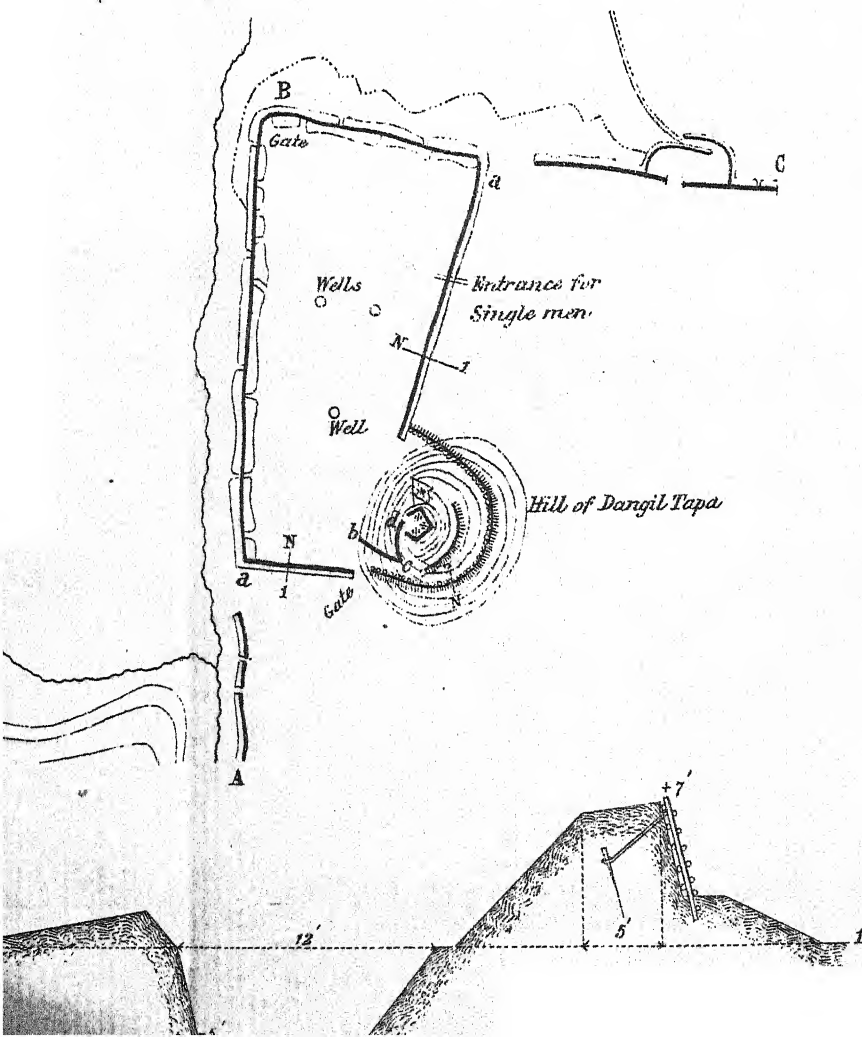 B
Gate
a
C
Entrance for
Single men.
Wells
N
1
Well
Hill of Dangil Tapa
d
b
c
N
N
a
1
Gate
A
+7'
12'
5'
1